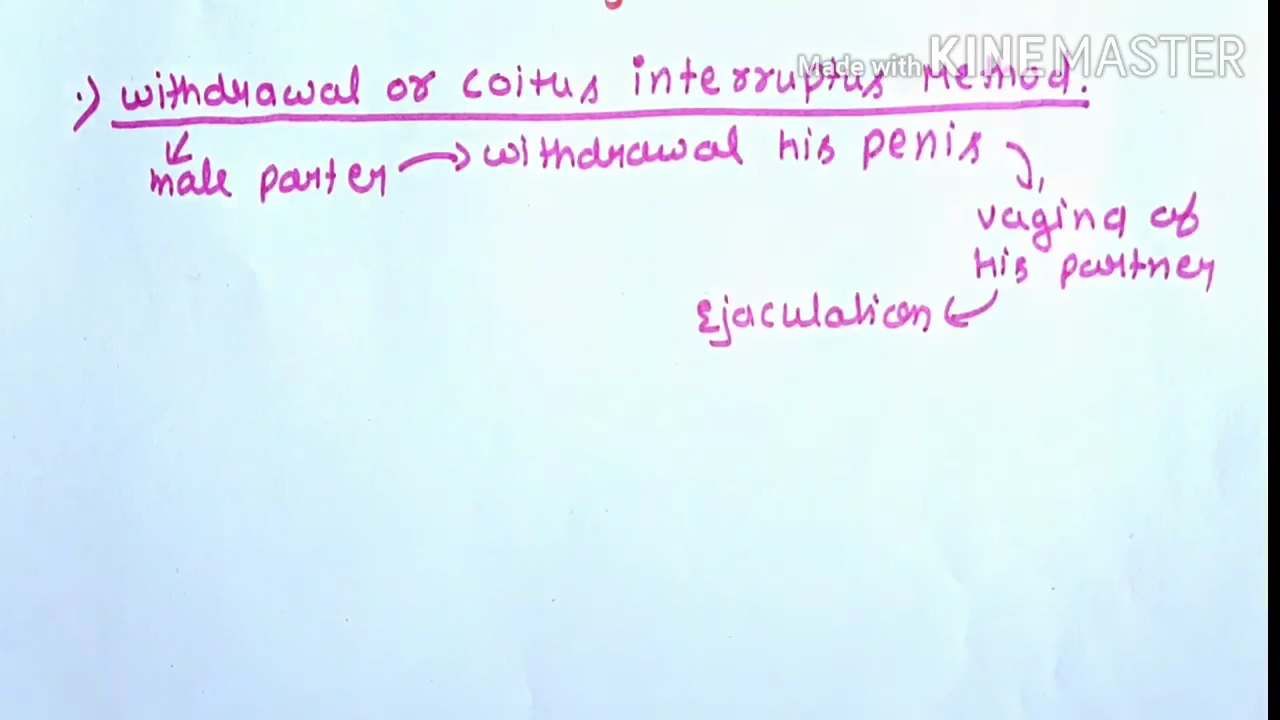 Made with KINEMASTER
.) withdrawal or coitus interruptus Method.
male parter → withdrawal his penis
vagina of
his partner
Ejaculation